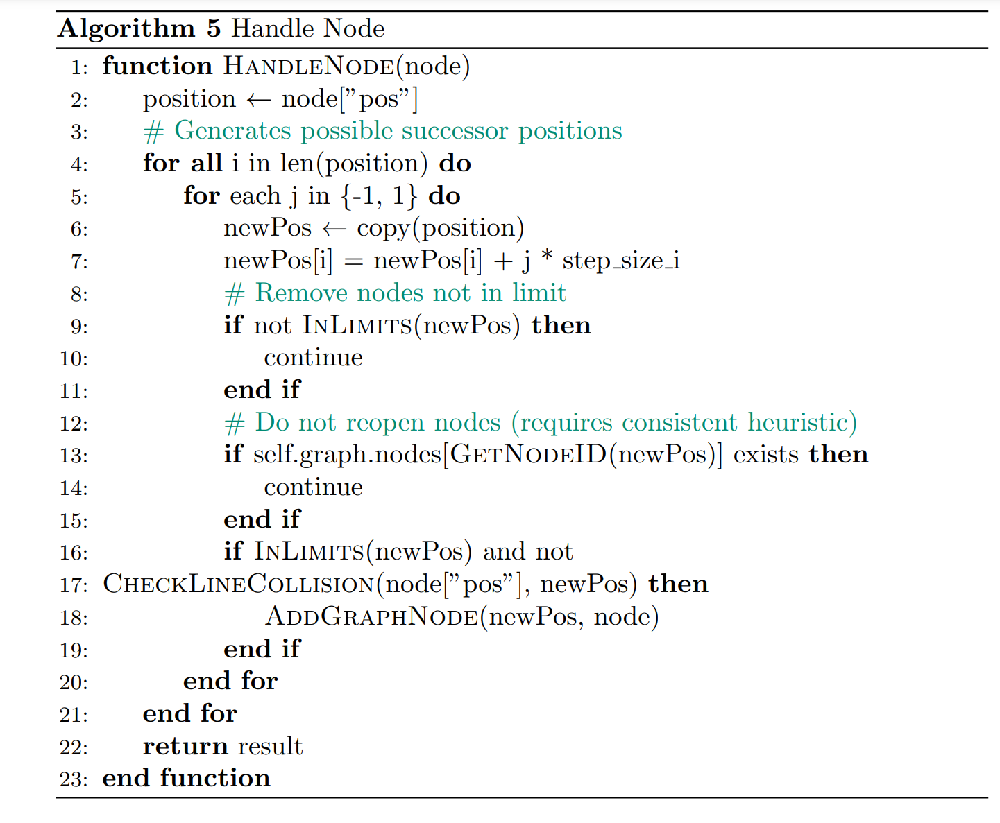 Algorithm 5 Handle Node
1: function HANDLENODE(node)
2: position ← node["pos"]
3: # Generates possible successor positions
4: for all i in len(position) do
5: for each j in {-1, 1} do
6: newPos ← copy(position)
7: newPos[i] = newPos[i] + j * step_size_i
8: # Remove nodes not in limit
9: if not INLIMITS(newPos) then
10: continue
11: end if
12: # Do not reopen nodes (requires consistent heuristic)
13: if self.graph.nodes[GETNODEID(newPos)] exists then
14: continue
15: end if
16: if INLIMITS(newPos) and not
17: CHECKLINECOLLISION(node["pos"], newPos) then
18: ADDGRAPHNODE(newPos, node)
19: end if
20: end for
21: end for
22: return result
23: end function